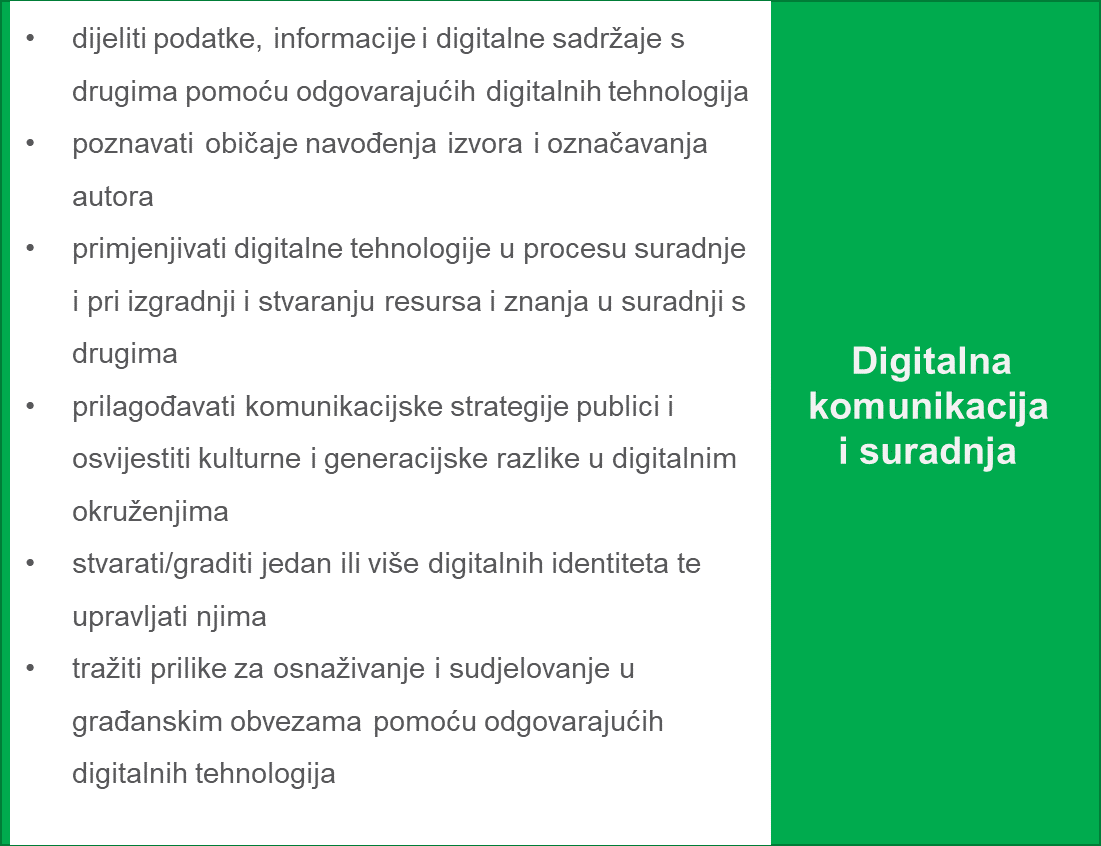 • dijeliti podatke, informacije i digitalne sadržaje s
drugima pomoću odgovarajućih digitalnih tehnologija
• poznavati običaje navođenja izvora i označavanja
autora
• primjenjivati digitalne tehnologije u procesu suradnje
i pri izgradnji i stvaranju resursa i znanja u suradnji s
drugima
• prilagođavati komunikacijske strategije publici i
osvijestiti kulturne i generacijske razlike u digitalnim
okruženjima
• stvarati/graditi jedan ili više digitalnih identiteta te
upravljati njima
• tražiti prilike za osnaživanje i sudjelovanje u
građanskim obvezama pomoću odgovarajućih
digitalnih tehnologija
Digitalna
komunikacija
i suradnja